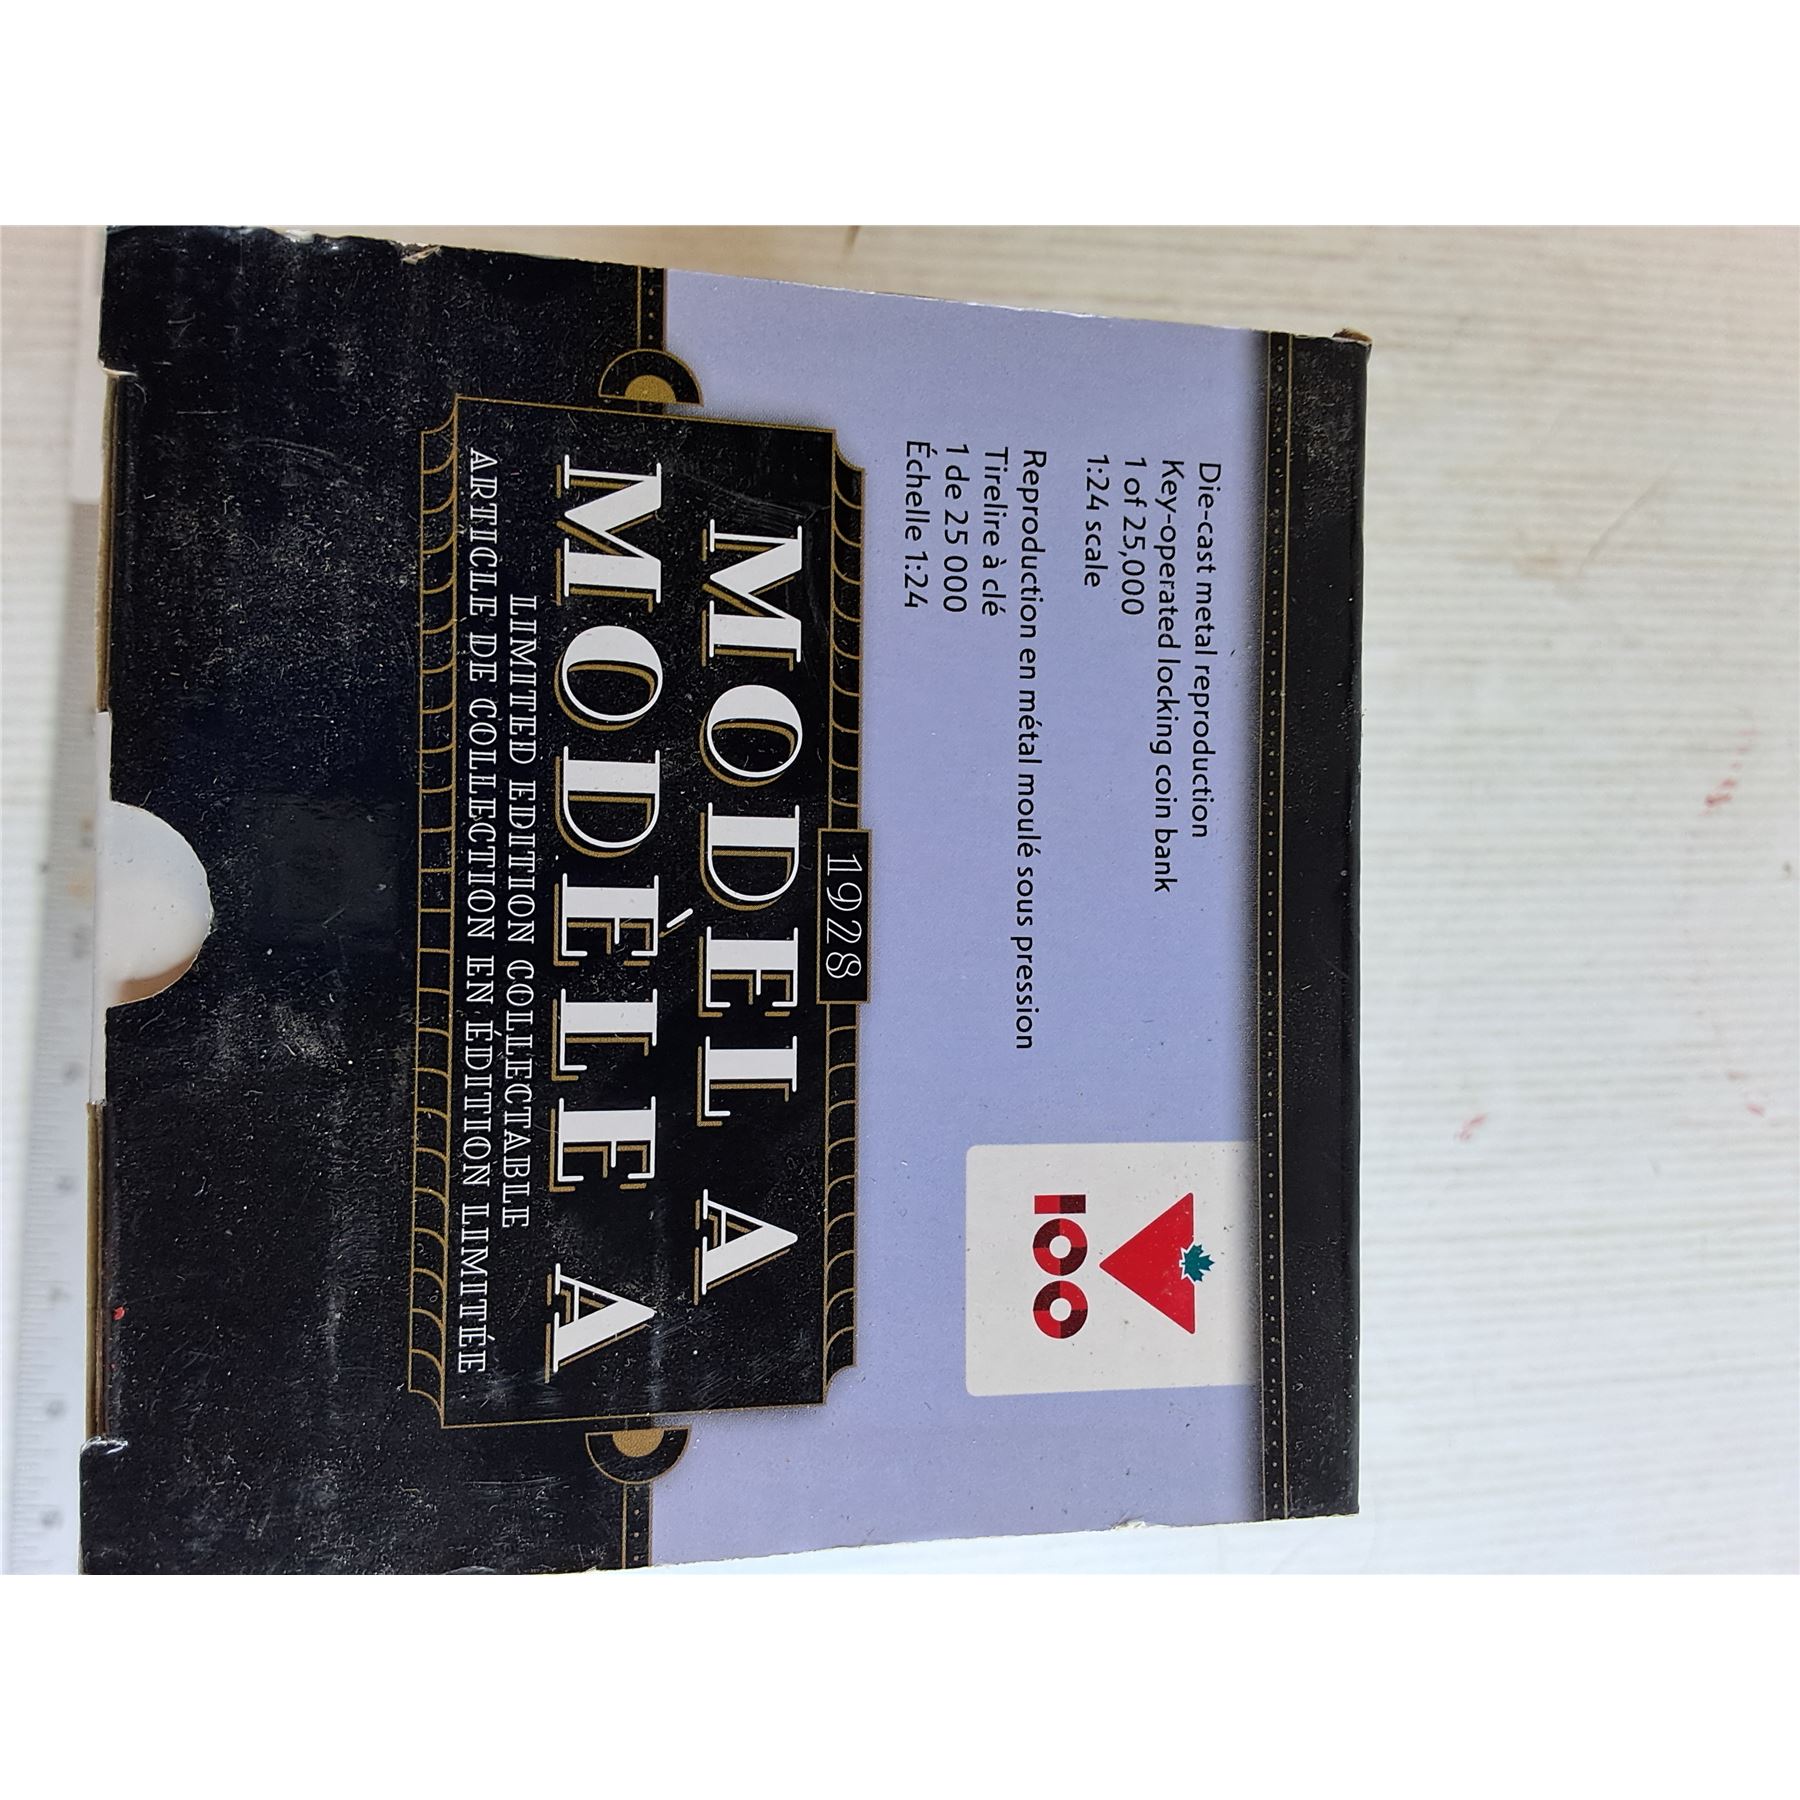 Die-cast metal reproduction
Key-operated locking coin bank
1 of 25,000
1:24 scale
Reproduction en métal moulé sous pression
Tirelire à clé
1 de 25 000
Échelle 1:24
100
1928
MODEL A
MODÈLE A
LIMITED EDITION COLLECTABLE
ARTICLE DE COLLECTION EN ÉDITION LIMITÉE